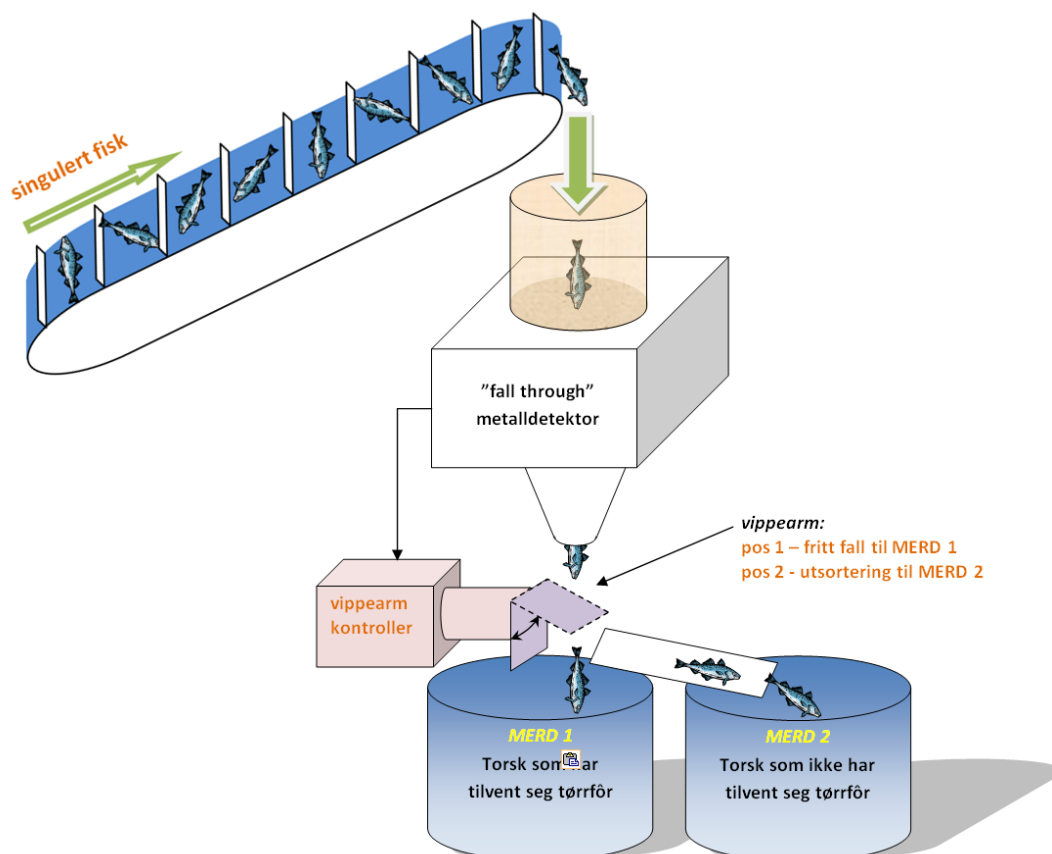 singulert fisk
”fall through”
metalldetektor
vippearm:
pos 1 – fritt fall til MERD 1
pos 2 - utsortering til MERD 2
vippearm
kontroller
MERD 1
Torsk som ar
tilvent seg tørrfôr
MERD 2
Torsk som ikke har
tilvent seg tørrfôr